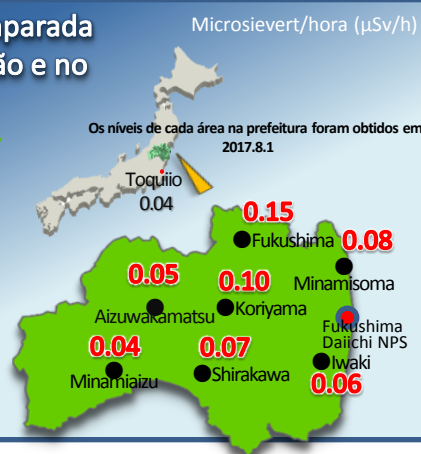 mparada
ão e no
Microsievert/hora (µSv/h)
Os níveis de cada área na prefeitura foram obtidos em
2017.8.1
Toquiio
0.04
0.15
Fukushima
0.08
Minamisoma
0.05
Aizuwakamatsu
0.10
Koriyama
Fukushima
Daiichi NPS
0.04
Minamiaizu
0.07
Shirakawa
Iwaki
0.06